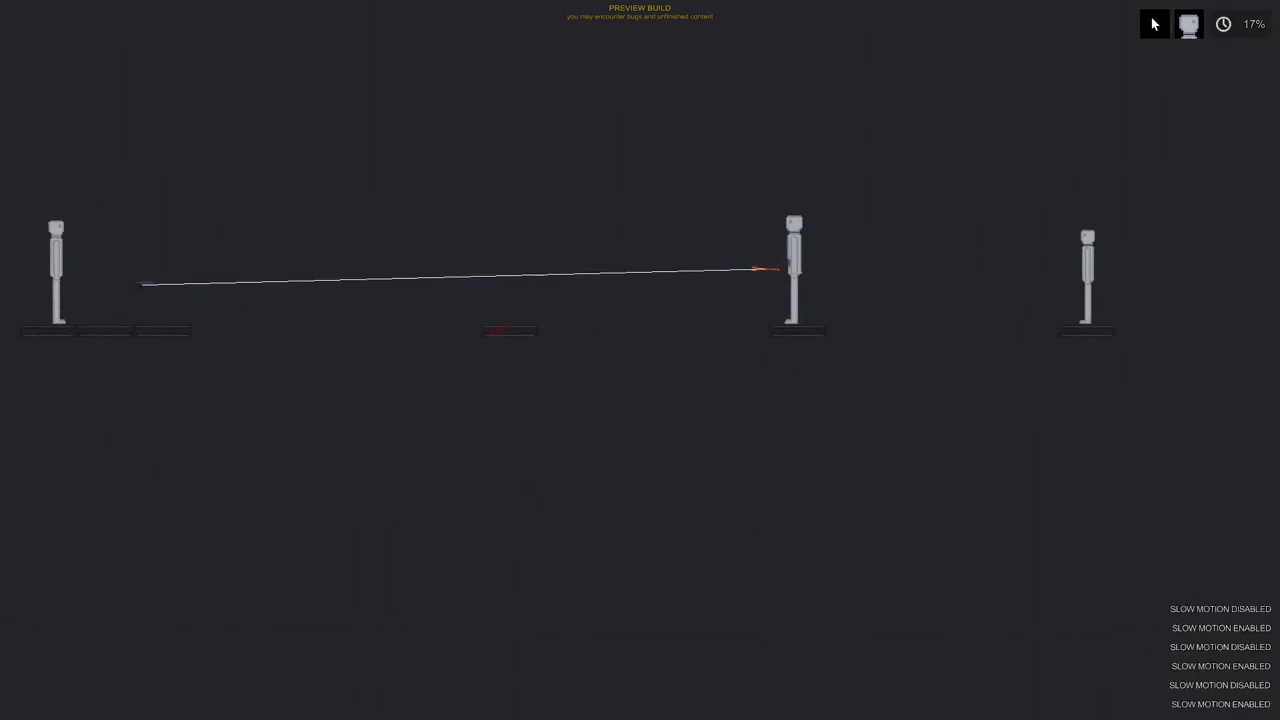 PREVIEW BUILD
you may encounter bugs and unfinished content
17%
SLOW MOTION DISABLED
SLOW MOTION ENABLED
SLOW MOTION DISABLED
SLOW MOTION ENABLED
SLOW MOTION DISABLED
SLOW MOTION ENABLED